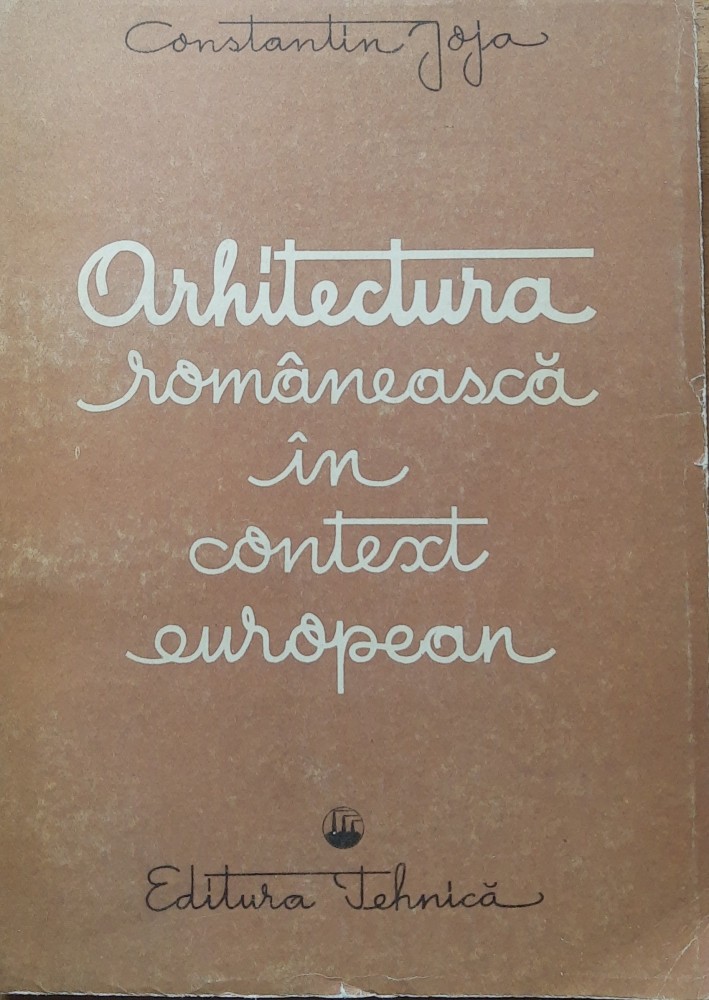 Constantin Joja
Arhitectura
românească
în
context
european
Editura Tehnică